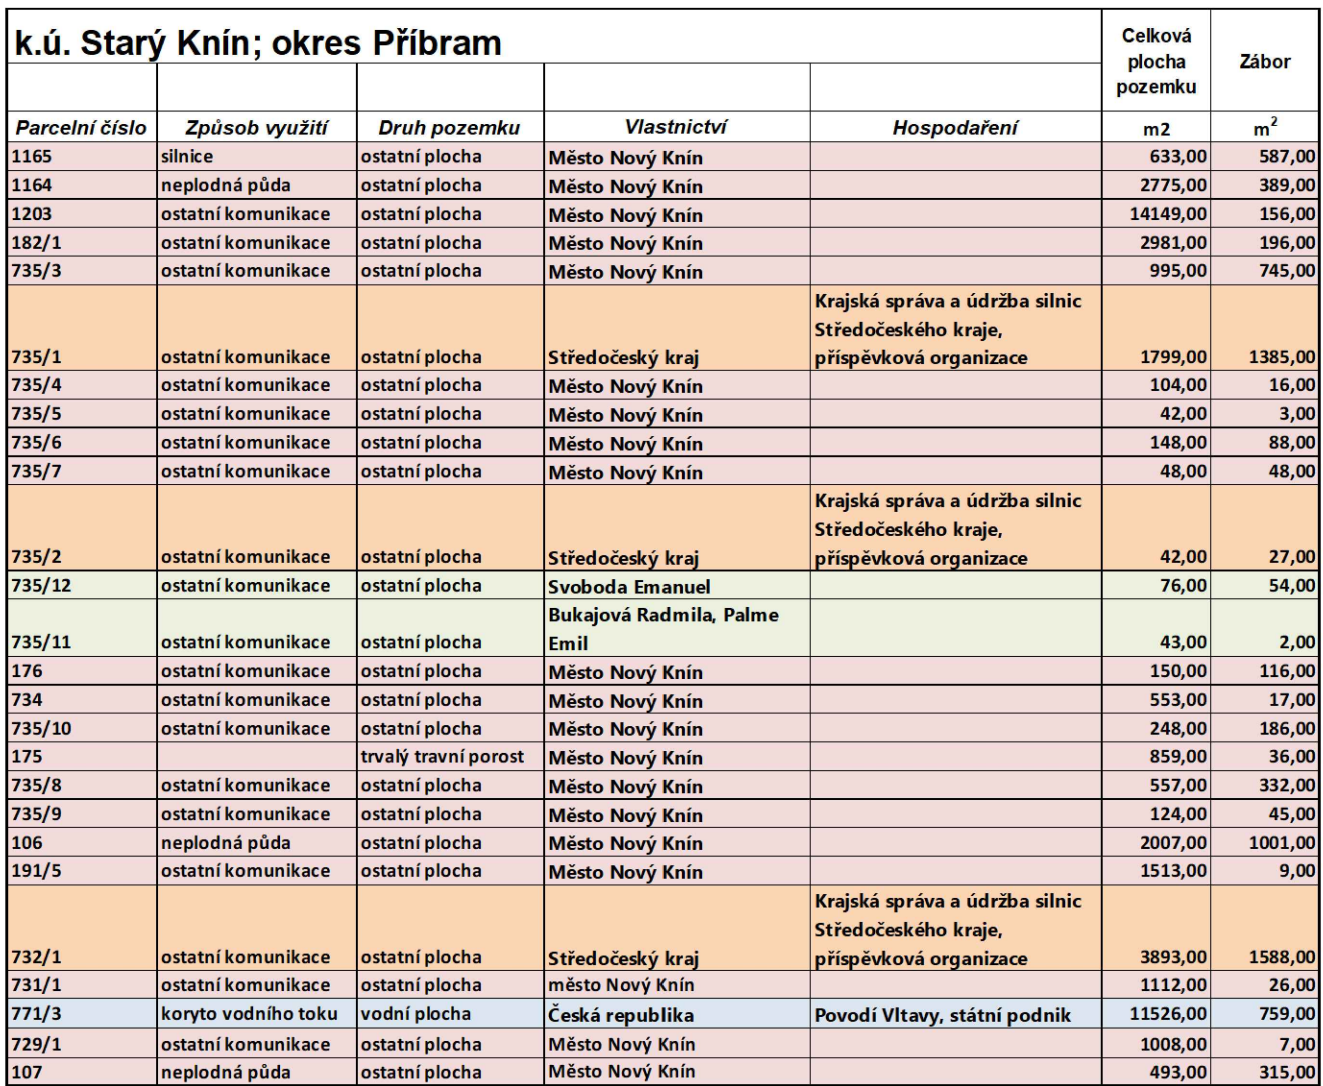 k.ú. Starý Knín; okres Příbram
Celková plocha pozemku
Zábor
Parcelní číslo Způsob využití Druh pozemku Vlastnictví Hospodaření m2 m²
1165 silnice ostatní plocha Město Nový Knín 633,00 587,00
1164 neplodná půda ostatní plocha Město Nový Knín 2775,00 389,00
1203 ostatní komunikace ostatní plocha Město Nový Knín 14149,00 156,00
182/1 ostatní komunikace ostatní plocha Město Nový Knín 2981,00 196,00
735/3 ostatní komunikace ostatní plocha Město Nový Knín 995,00 745,00
Krajská správa a údržba silnic
Středočeského kraje,
735/1 ostatní komunikace ostatní plocha Středočeský kraj příspěvková organizace 1799,00 1385,00
735/4 ostatní komunikace ostatní plocha Město Nový Knín 104,00 16,00
735/5 ostatní komunikace ostatní plocha Město Nový Knín 42,00 3,00
735/6 ostatní komunikace ostatní plocha Město Nový Knín 148,00 88,00
735/7 ostatní komunikace ostatní plocha Město Nový Knín 48,00 48,00
Krajská správa a údržba silnic
Středočeského kraje,
735/2 ostatní komunikace ostatní plocha Středočeský kraj příspěvková organizace 42,00 27,00
735/12 ostatní komunikace ostatní plocha Svoboda Emanuel 76,00 54,00
Bukajová Radmila, Palme
735/11 ostatní komunikace ostatní plocha Emil 43,00 2,00
176 ostatní komunikace ostatní plocha Město Nový Knín 150,00 116,00
734 ostatní komunikace ostatní plocha Město Nový Knín 553,00 17,00
735/10 ostatní komunikace ostatní plocha Město Nový Knín 248,00 186,00
175 trvalý travní porost Město Nový Knín 859,00 36,00
735/8 ostatní komunikace ostatní plocha Město Nový Knín 557,00 332,00
735/9 ostatní komunikace ostatní plocha Město Nový Knín 124,00 45,00
106 neplodná půda ostatní plocha Město Nový Knín 2007,00 1001,00
191/5 ostatní komunikace ostatní plocha Město Nový Knín 1513,00 9,00
Krajská správa a údržba silnic
Středočeského kraje,
732/1 ostatní komunikace ostatní plocha Středočeský kraj příspěvková organizace 3893,00 1588,00
731/1 ostatní komunikace ostatní plocha město Nový Knín 1112,00 26,00
771/3 koryto vodního toku vodní plocha Česká republika Povodí Vltavy, státní podnik 11526,00 759,00
729/1 ostatní komunikace ostatní plocha Město Nový Knín 1008,00 7,00
107 neplodná půda ostatní plocha Město Nový Knín 493,00 315,00